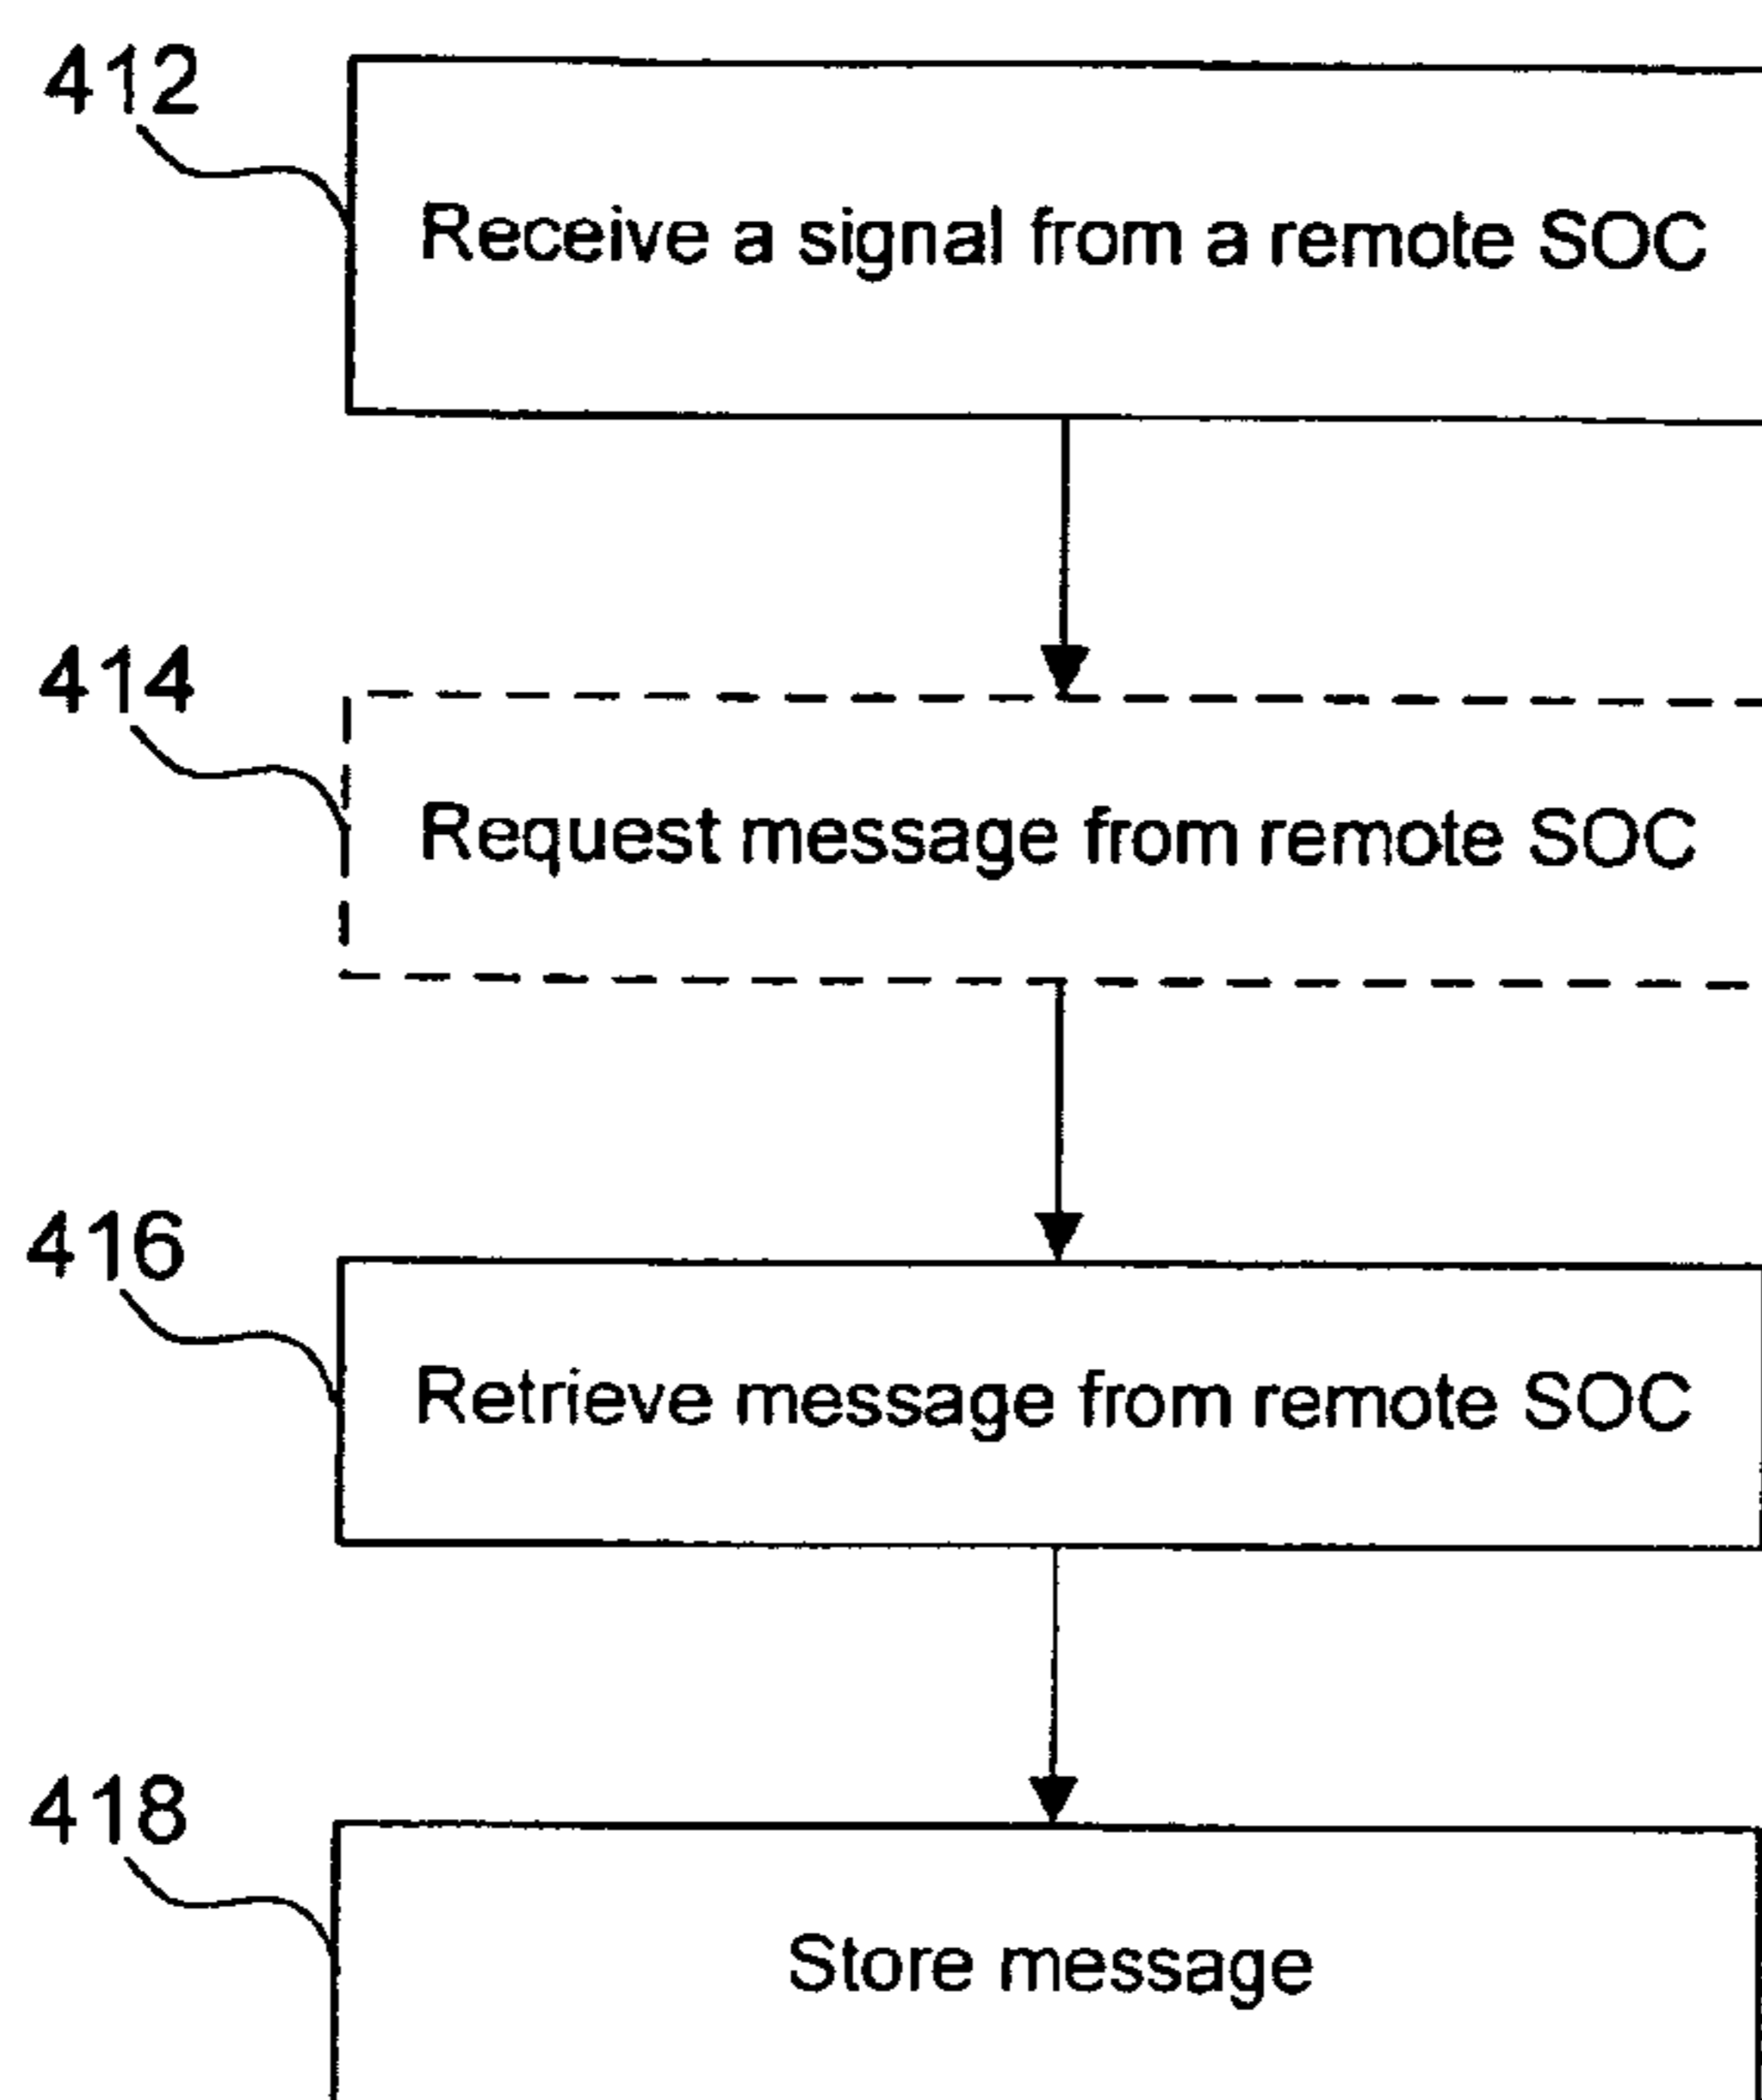 412
Receive a signal from a remote SOC
414
Request message from remote SOC
416
Retrieve message from remote SOC
418
Store message